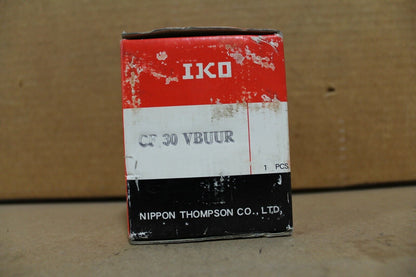 IKO
CF 30 VBUUR
1 PCS
NIPPON THOMPSON CO., LTD.